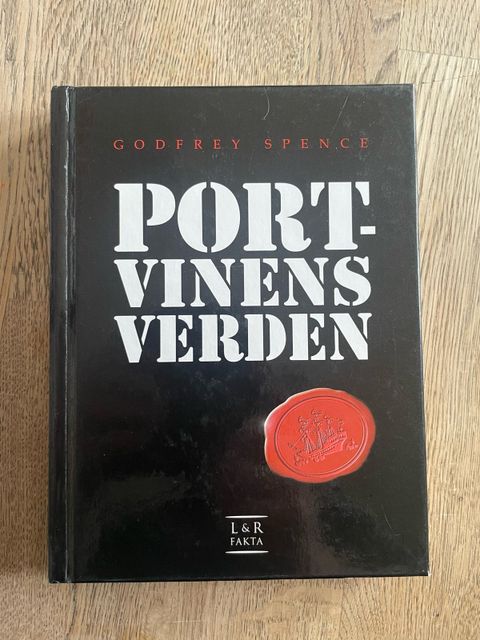 GODFREY SPENCE
PORT-
VINENS
VERDEN
L&R
FAKTA